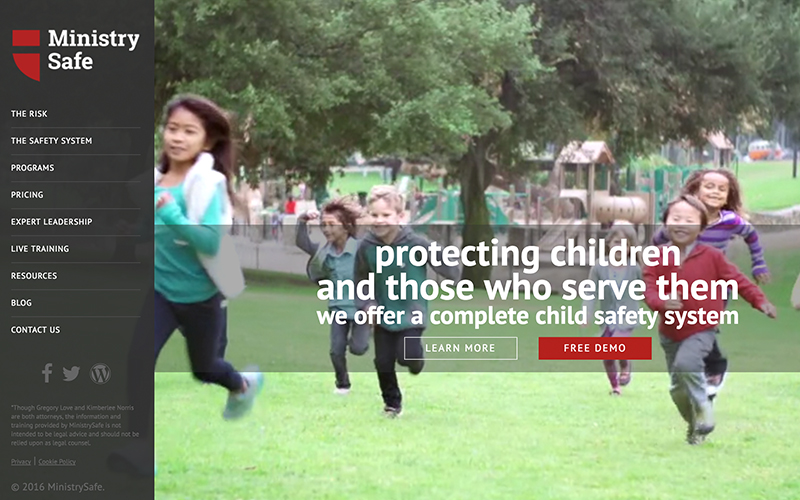 Ministry
Safe
THE RISK
THE SAFETY SYSTEM
PROGRAMS
PRICING
EXPERT LEADERSHIP
LIVE TRAINING
RESOURCES
BLOG
CONTACT US
"Though Gregory Love and Kimberlee Norris
are both attorneys, the information and
training provided by MinistrySafe is not
intended to be legal advice and should not be
relied upon as legal counsel.
Privacy | Cookie Policy
© 2016 MinistrySafe.
protecting children
and those who serve them
we offer a complete child safety system
LEARN MORE
FREE DEMO